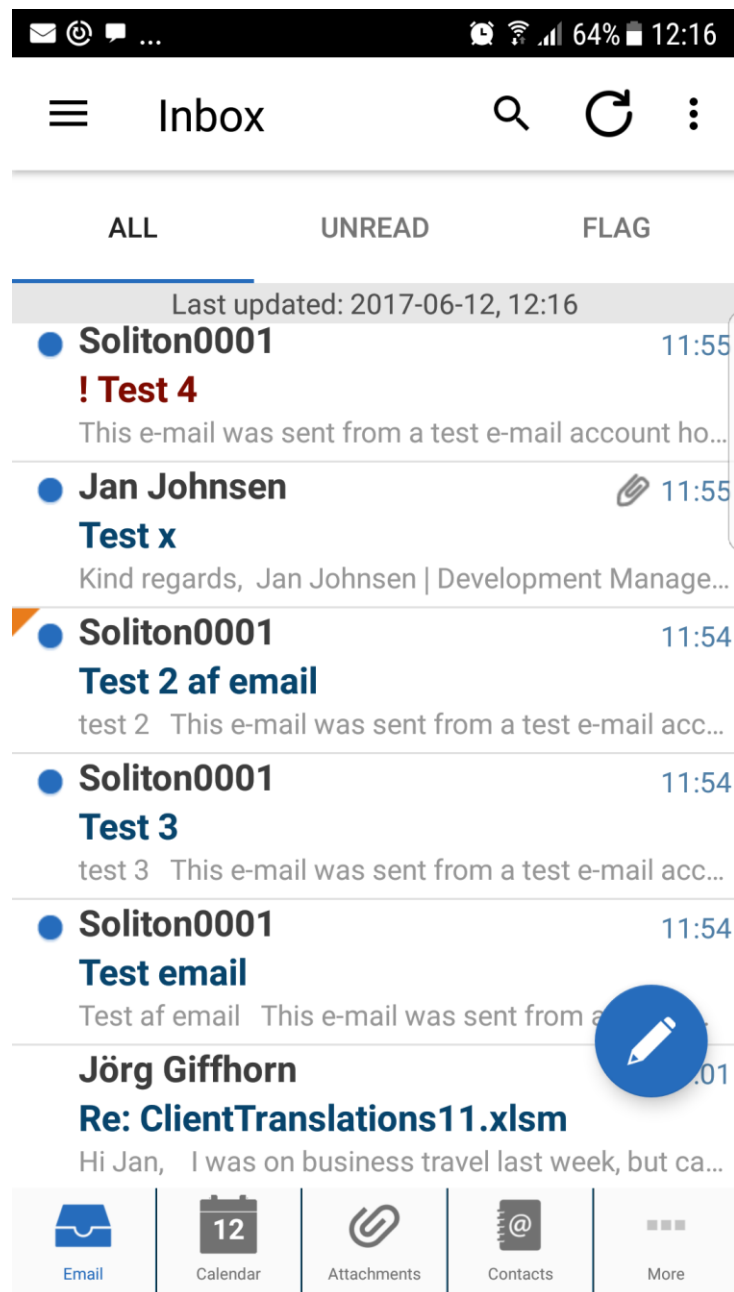 ... 64% 12:16
Inbox
ALL UNREAD FLAG
Last updated: 2017-06-12, 12:16
Soliton0001 11:55
! Test 4
This e-mail was sent from a test e-mail account ho...
Jan Johnsen 11:55
Test x
Kind regards, Jan Johnsen | Development Manage...
Soliton0001 11:54
Test 2 af email
test 2 This e-mail was sent from a test e-mail acc...
Soliton0001 11:54
Test 3
test 3 This e-mail was sent from a test e-mail acc...
Soliton0001 11:54
Test email
Test af email This e-mail was sent from a
Jörg Giffhorn :01
Re: ClientTranslations11.xlsm
Hi Jan, I was on business travel last week, but ca...
12 @
Email Calendar Attachments Contacts More